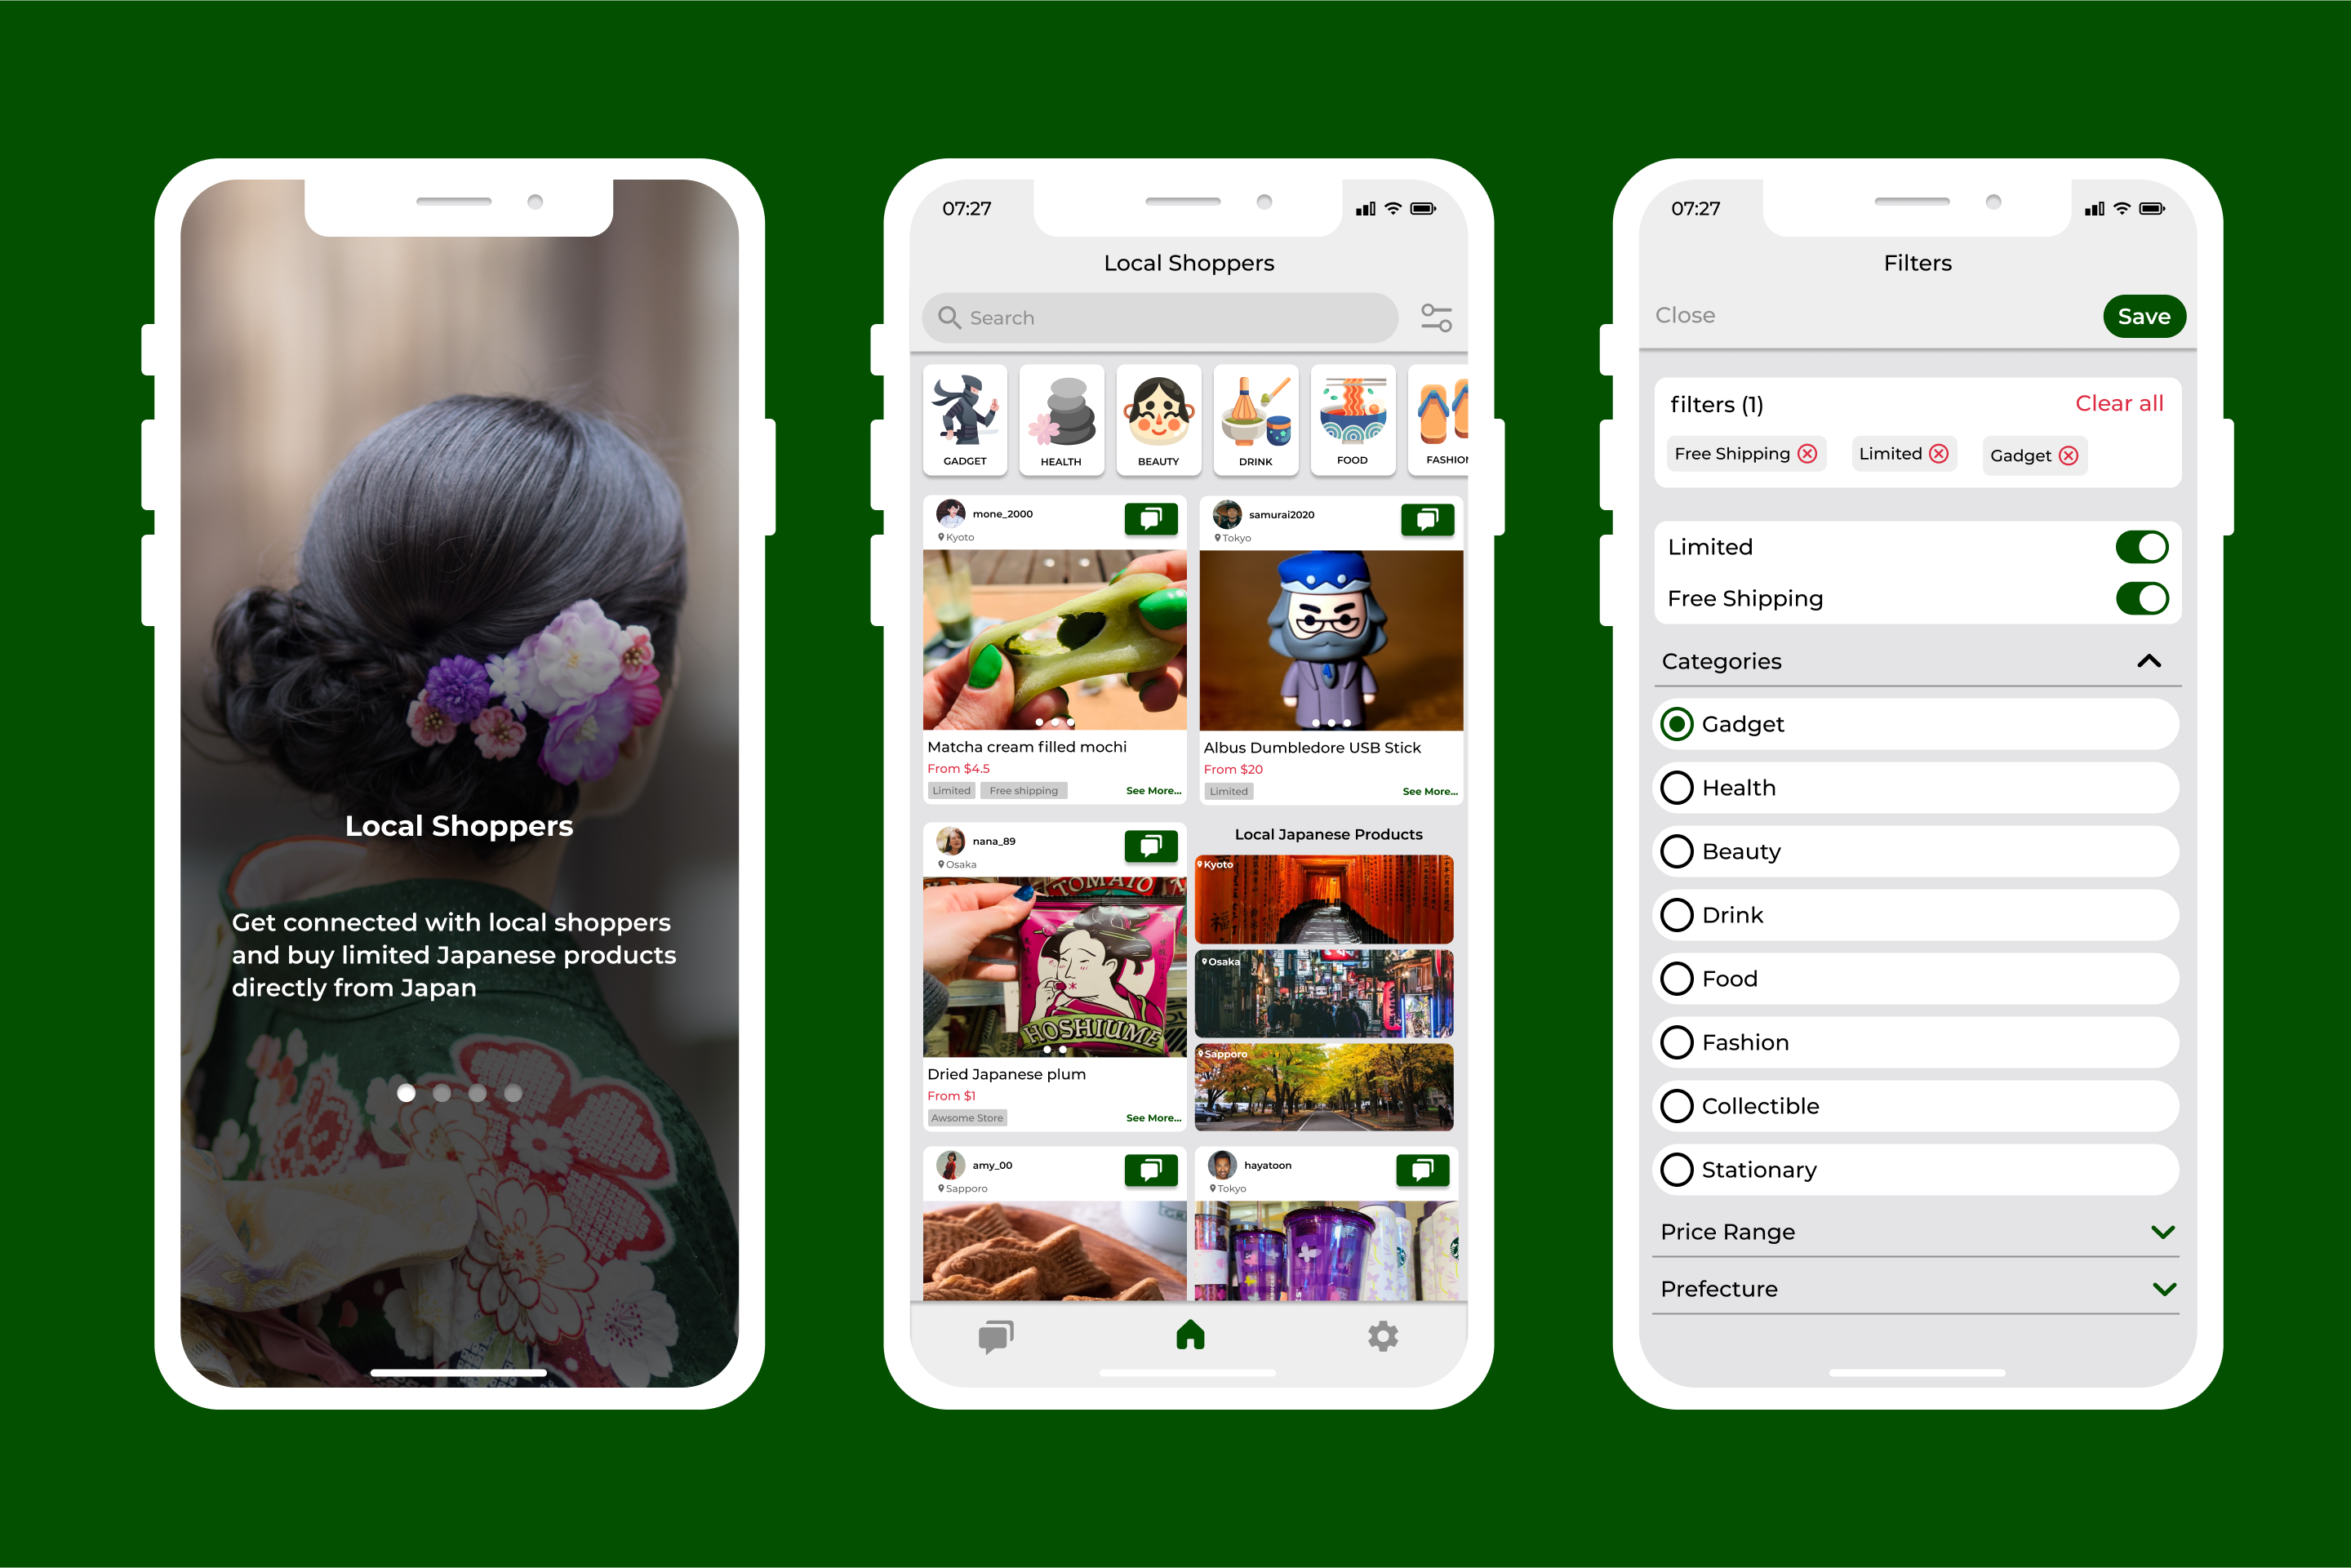 Local Shoppers
Get connected with local shoppers
and buy limited Japanese products
directly from Japan
07:27
Local Shoppers
Search
GADGET
HEALTH
BEAUTY
DRINK
FOOD
FASHION
mone_2000
Kyoto
Matcha cream filled mochi
From $4.5
Limited
Free shipping
See More...
samurai2020
Tokyo
Albus Dumbledore USB Stick
From $20
Limited
See More...
nana_89
Osaka
TOMATO
HOSHIUME
Dried Japanese plum
From $1
Awsome Store
See More...
Local Japanese Products
Kyoto
Osaka
Sapporo
amy_00
Sapporo
hayatoon
Tokyo
07:27
Filters
Close
Save
filters (1)
Clear all
Free Shipping
Limited
Gadget
Limited
Free Shipping
Categories
Gadget
Health
Beauty
Drink
Food
Fashion
Collectible
Stationary
Price Range
Prefecture